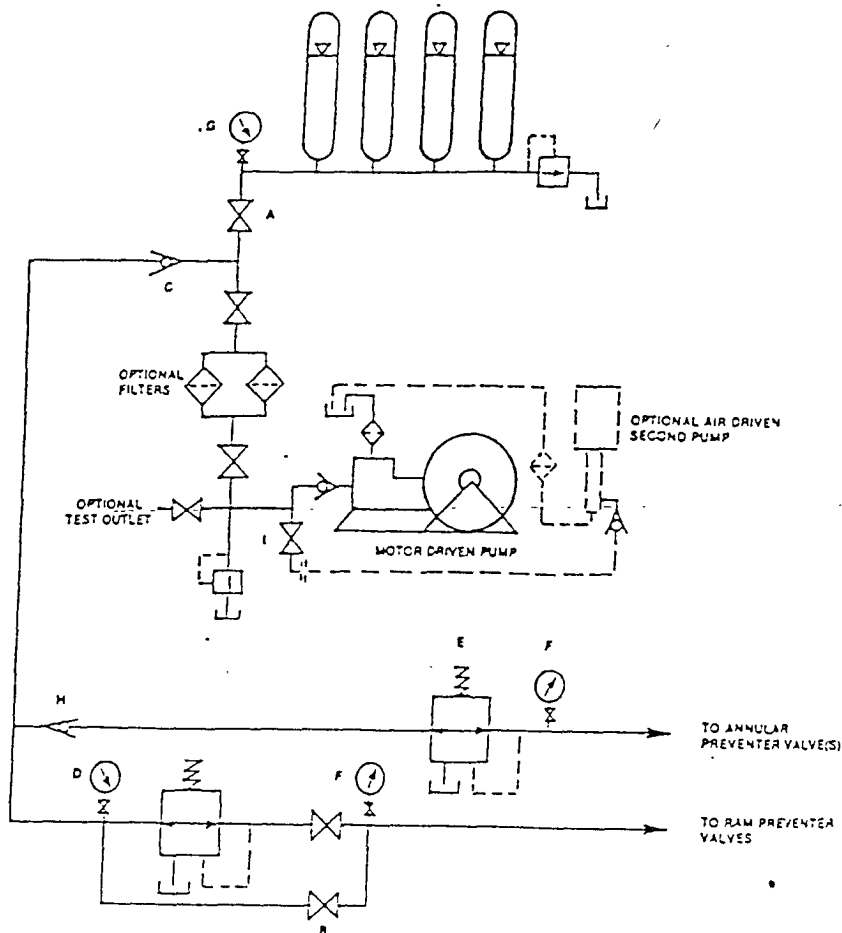 G
A
C
OPTIONAL
FILTERS
OPTIONAL AIR DRIVEN
SECOND PUMP
OPTIONAL
TEST OUTLET
I
MOTOR DRIVEN PUMP
E
F
H
TO ANNULAR
PREVENTER VALVE(S)
D
F
TO RAM PREVENTER
VALVES
B